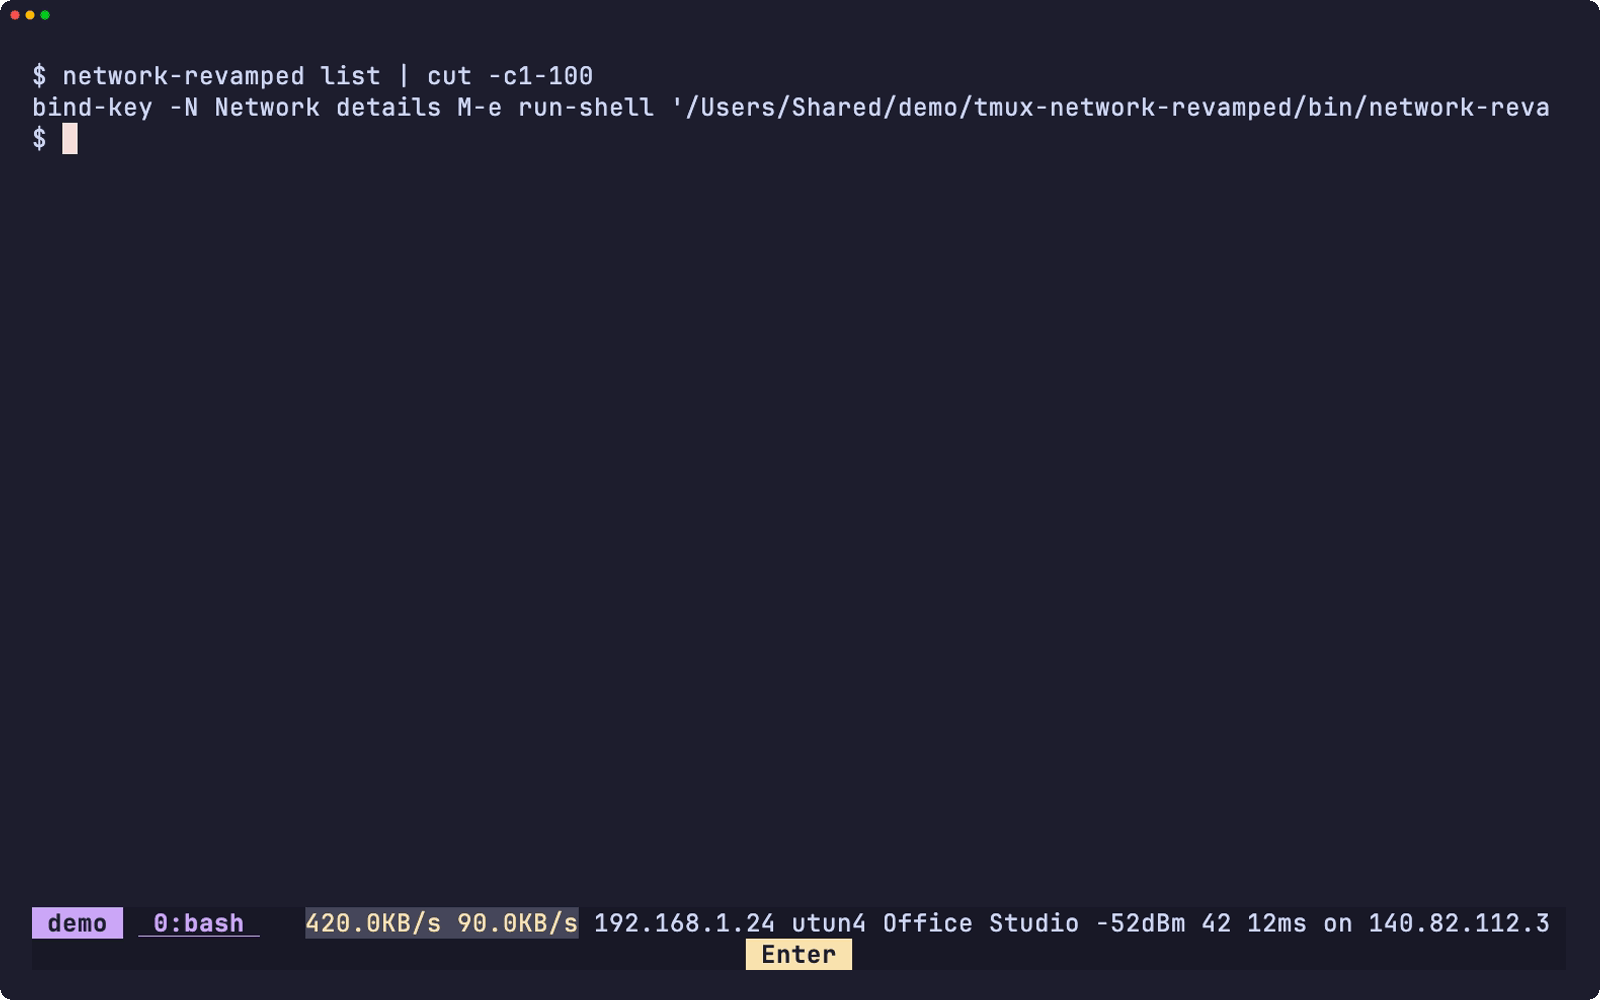 $ network-revamped list | cut -c1-100
bind-key -N Network details M-e run-shell '/Users/Shared/demo/tmux-network-revamped/bin/network-reva
$
demo 0:bash 420.0KB/s 90.0KB/s 192.168.1.24 utun4 Office Studio -52dBm 42 12ms on 140.82.112.3
Enter